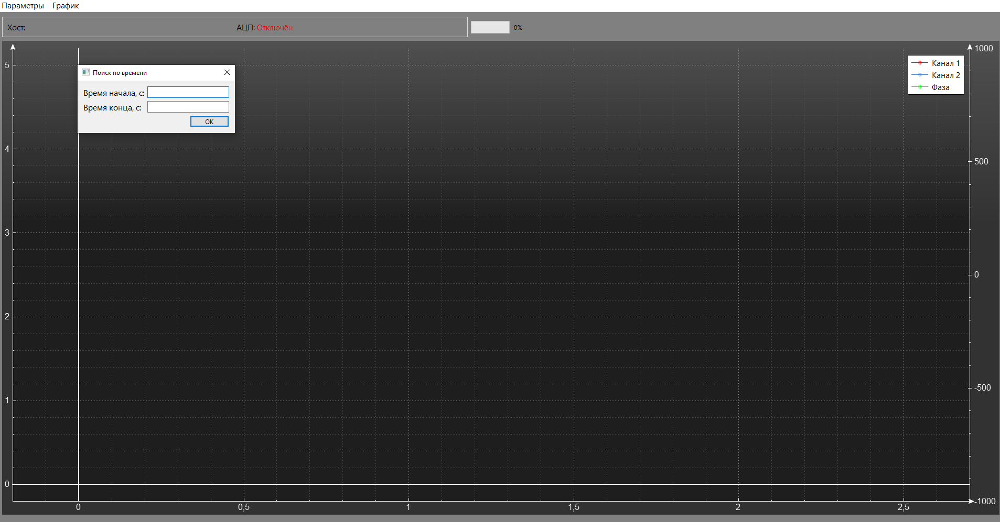 Параметры График
Хост: АЦП: Отключён 0%
Поиск по времени
Время начала, с:
Время конца, с:
OK
Канал 1
Канал 2
Фаза
5
4
3
2
1
0
1000
500
0
-500
-1000
0 0,5 1 1,5 2 2,5